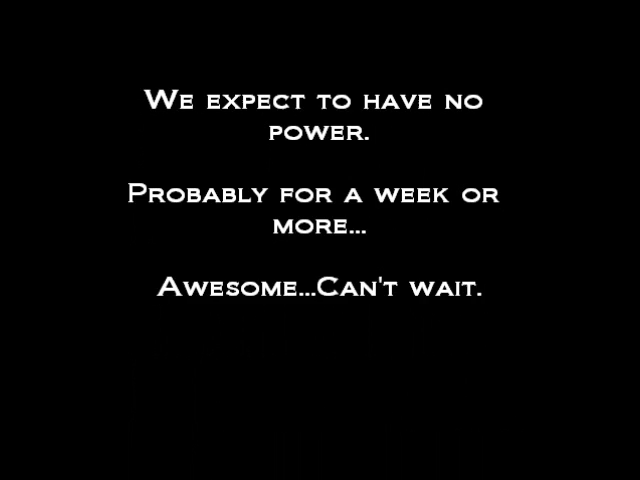 We expect to have no
power.
Probably for a week or
more...
Awesome...Can't wait.